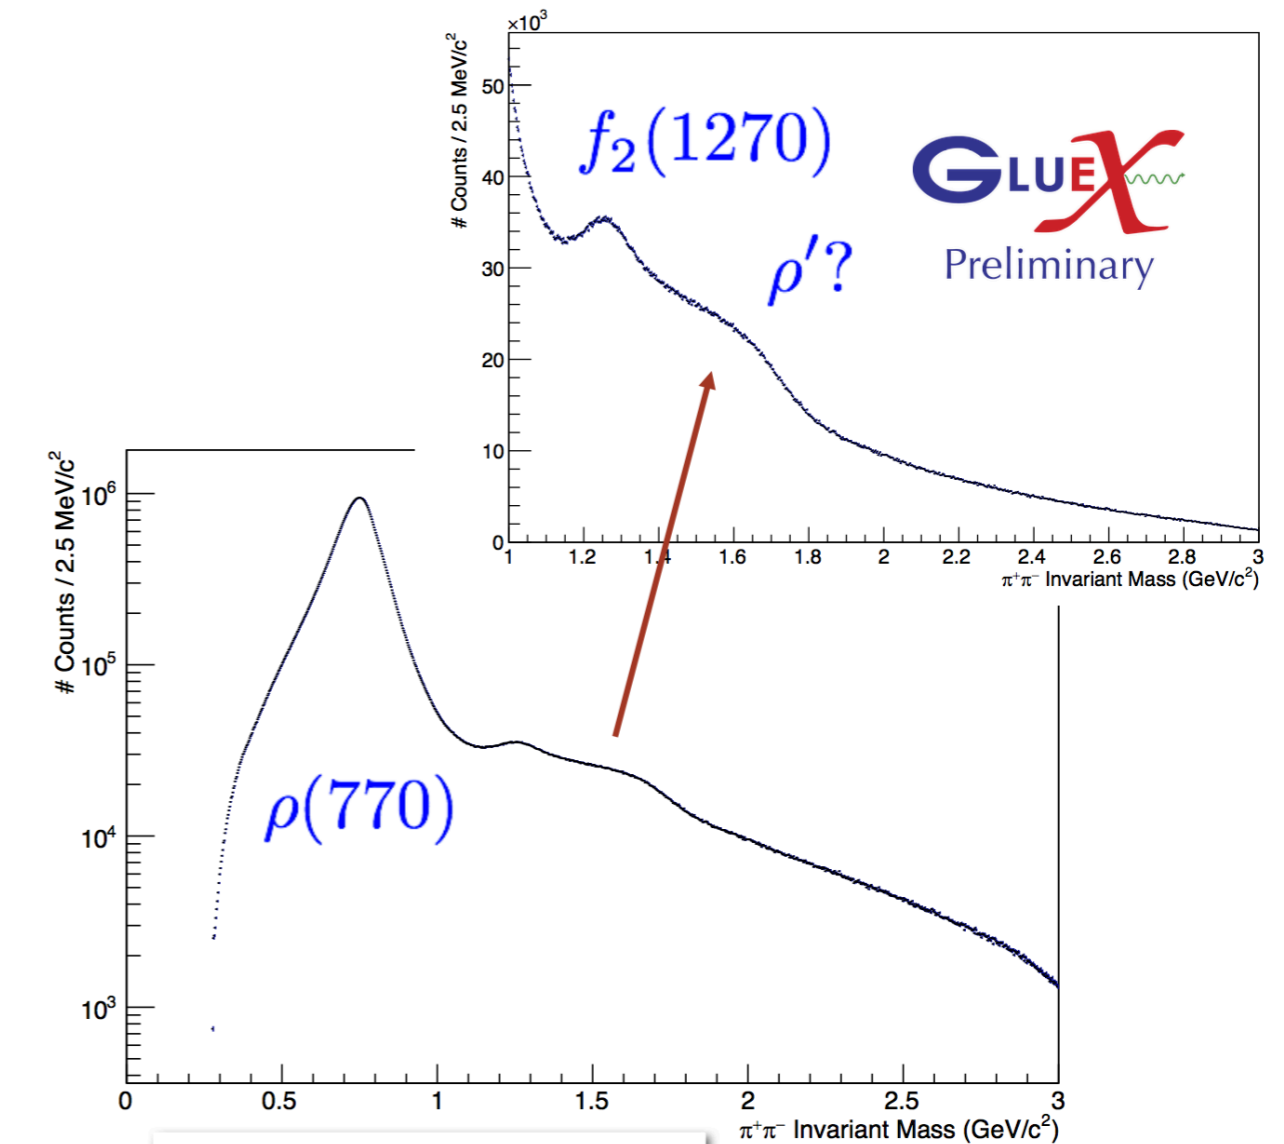 ×10³
# Counts / 2.5 MeV/c²
50
40
30
20
10
0
f₂(1270)
ρ′?
GLUEX
Preliminary
1 1.2 1.4 1.6 1.8 2 2.2 2.4 2.6 2.8 3
π⁺π⁻ Invariant Mass (GeV/c²)
# Counts / 2.5 MeV/c²
10⁶
10⁵
10⁴
10³
ρ(770)
0 0.5 1 1.5 2 2.5 3
π⁺π⁻ Invariant Mass (GeV/c²)